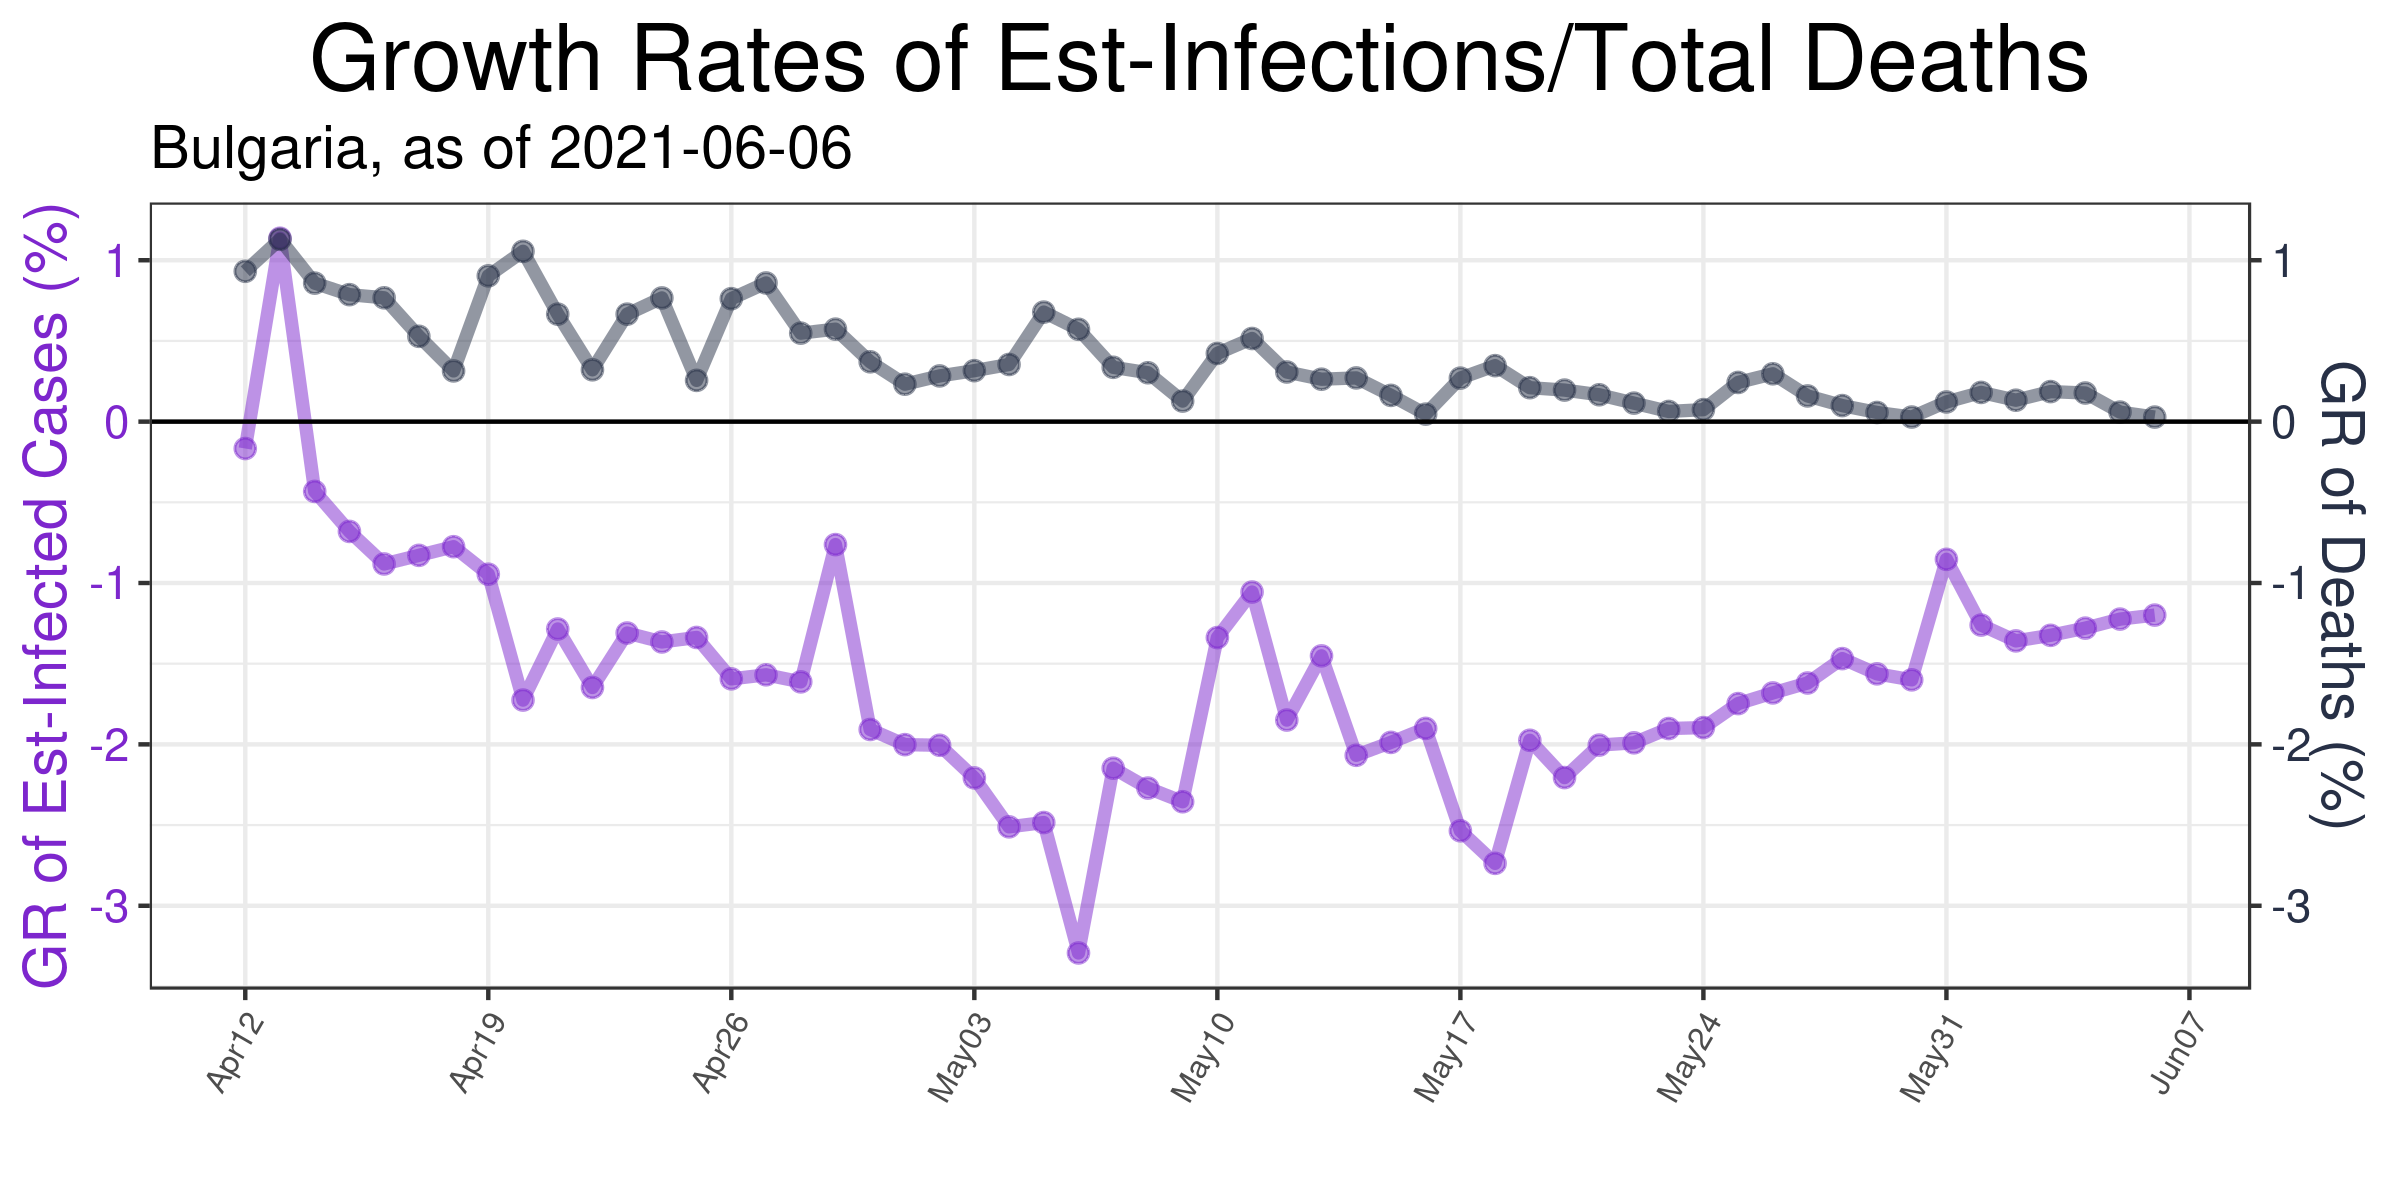 Growth Rates of Est-Infections/Total Deaths
Bulgaria, as of 2021-06-06
GR of Est-Infected Cases (%)
1
0
-1
-2
-3
1
0
-1
-2
-3
GR of Deaths (%)
Apr12
Apr19
Apr26
May03
May10
May17
May24
May31
Jun07